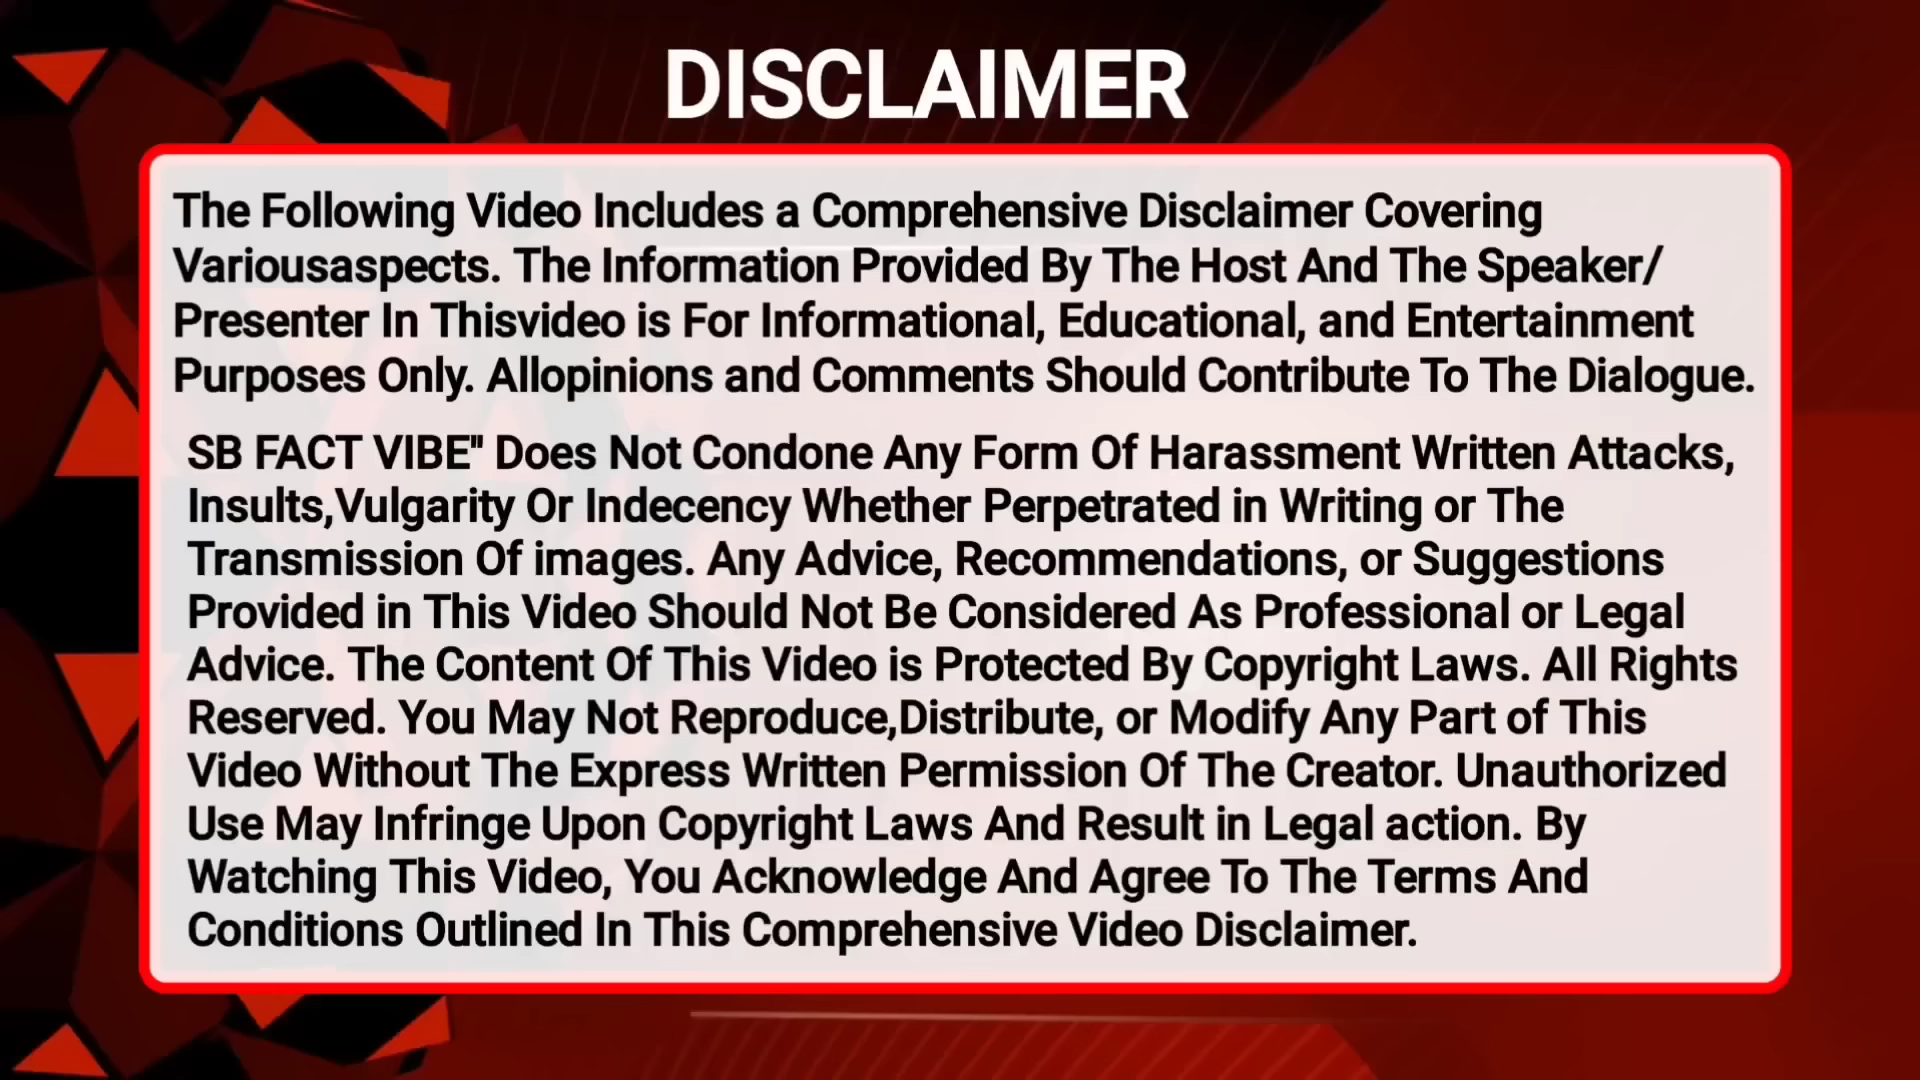 DISCLAIMER
The Following Video Includes a Comprehensive Disclaimer Covering
Variousaspects. The Information Provided By The Host And The Speaker/
Presenter In Thisvideo is For Informational, Educational, and Entertainment
Purposes Only. Allopinions and Comments Should Contribute To The Dialogue.
SB FACT VIBE" Does Not Condone Any Form Of Harassment Written Attacks,
Insults,Vulgarity Or Indecency Whether Perpetrated in Writing or The
Transmission Of images. Any Advice, Recommendations, or Suggestions
Provided in This Video Should Not Be Considered As Professional or Legal
Advice. The Content Of This Video is Protected By Copyright Laws. All Rights
Reserved. You May Not Reproduce,Distribute, or Modify Any Part of This
Video Without The Express Written Permission Of The Creator. Unauthorized
Use May Infringe Upon Copyright Laws And Result in Legal action. By
Watching This Video, You Acknowledge And Agree To The Terms And
Conditions Outlined In This Comprehensive Video Disclaimer.